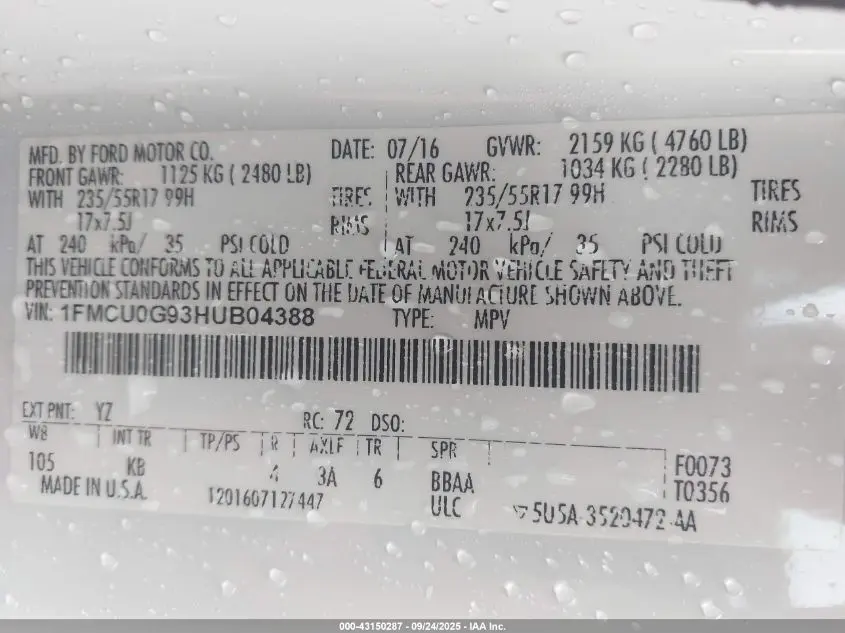 MFD. BY FORD MOTOR CO. DATE: 07/16 GVWR: 2159 KG ( 4760 LB)
FRONT GAWR: 1125 KG ( 2480 LB) REAR GAWR: 1034 KG ( 2280 LB)
WITH 235/55R17 99H TIRES WITH 235/55R17 99H TIRES
17x7.5J RIMS 17x7.5J RIMS
AT 240 kPa/ 35 PSI COLD AT 240 kPa/ 35 PSI COLD
THIS VEHICLE CONFORMS TO ALL APPLICABLE FEDERAL MOTOR VEHICLE SAFETY AND THEFT
PREVENTION STANDARDS IN EFFECT ON THE DATE OF MANUFACTURE SHOWN ABOVE.
VIN: 1FMCU0G93HUB04388 TYPE: MPV
EXT PNT: YZ RC: 72 DSO:
WB INT TR TP/PS R AXLE TR SPR
105 KB 4 3A 6 BBAA F0073
MADE IN U.S.A. T201607127447 ULC T0356
5U5A-3520472-AA
000-43150287 - 09/24/2025 - IAA Inc.